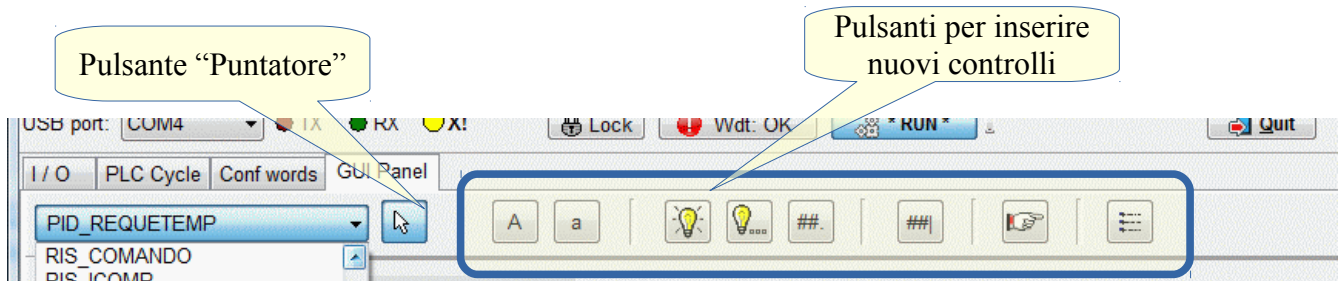 Pulsanti per inserire
nuovi controlli
Pulsante “Puntatore”
USB port: COM4 TX RX X! Lock Wdt: OK * RUN * Quit
I / O PLC Cycle Conf words GUI Panel
PID_REQUETEMP A a ##. ##|
RIS_COMANDO
RIS_ICOMP